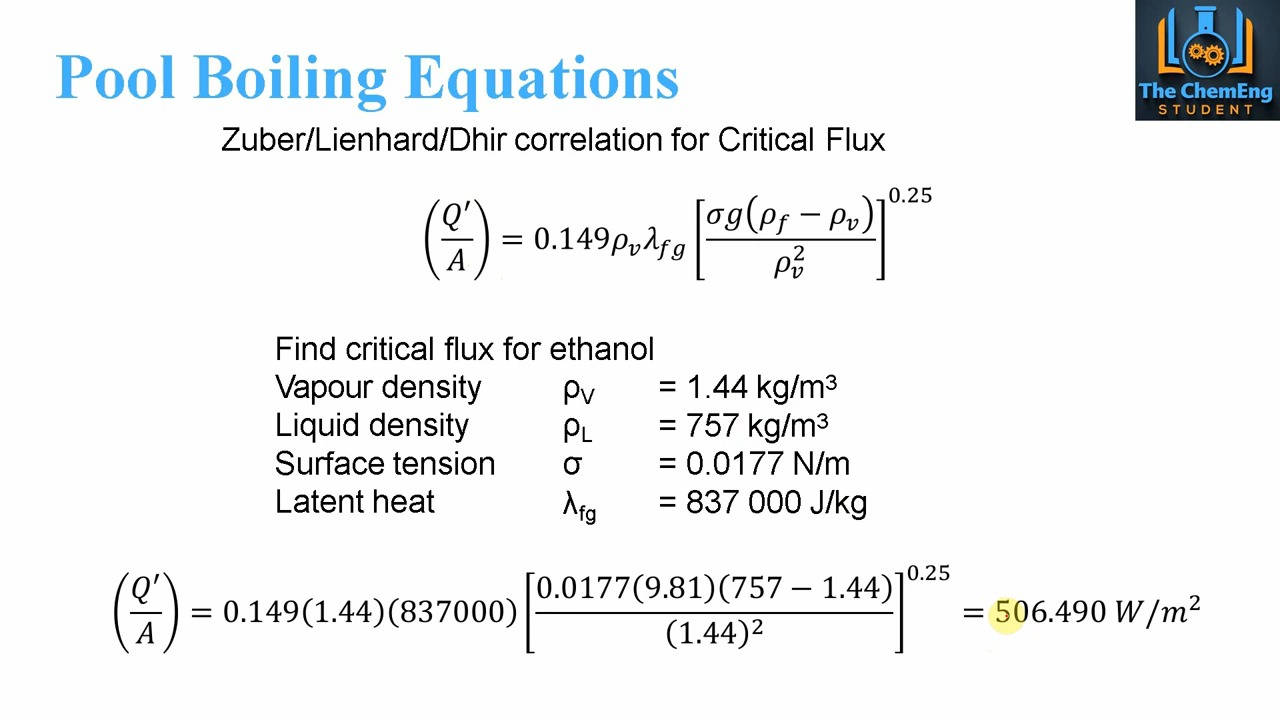 Pool Boiling Equations
The ChemEng
STUDENT
Zuber/Lienhard/Dhir correlation for Critical Flux
(Q′/A) = 0.149ρᵥλ_fg [σg(ρ_f − ρᵥ)/ρᵥ²]^0.25
Find critical flux for ethanol
Vapour density ρV = 1.44 kg/m³
Liquid density ρL = 757 kg/m³
Surface tension σ = 0.0177 N/m
Latent heat λfg = 837 000 J/kg
(Q′/A) = 0.149(1.44)(837000) [0.0177(9.81)(757 − 1.44)/(1.44)²]^0.25 = 506.490 W/m²